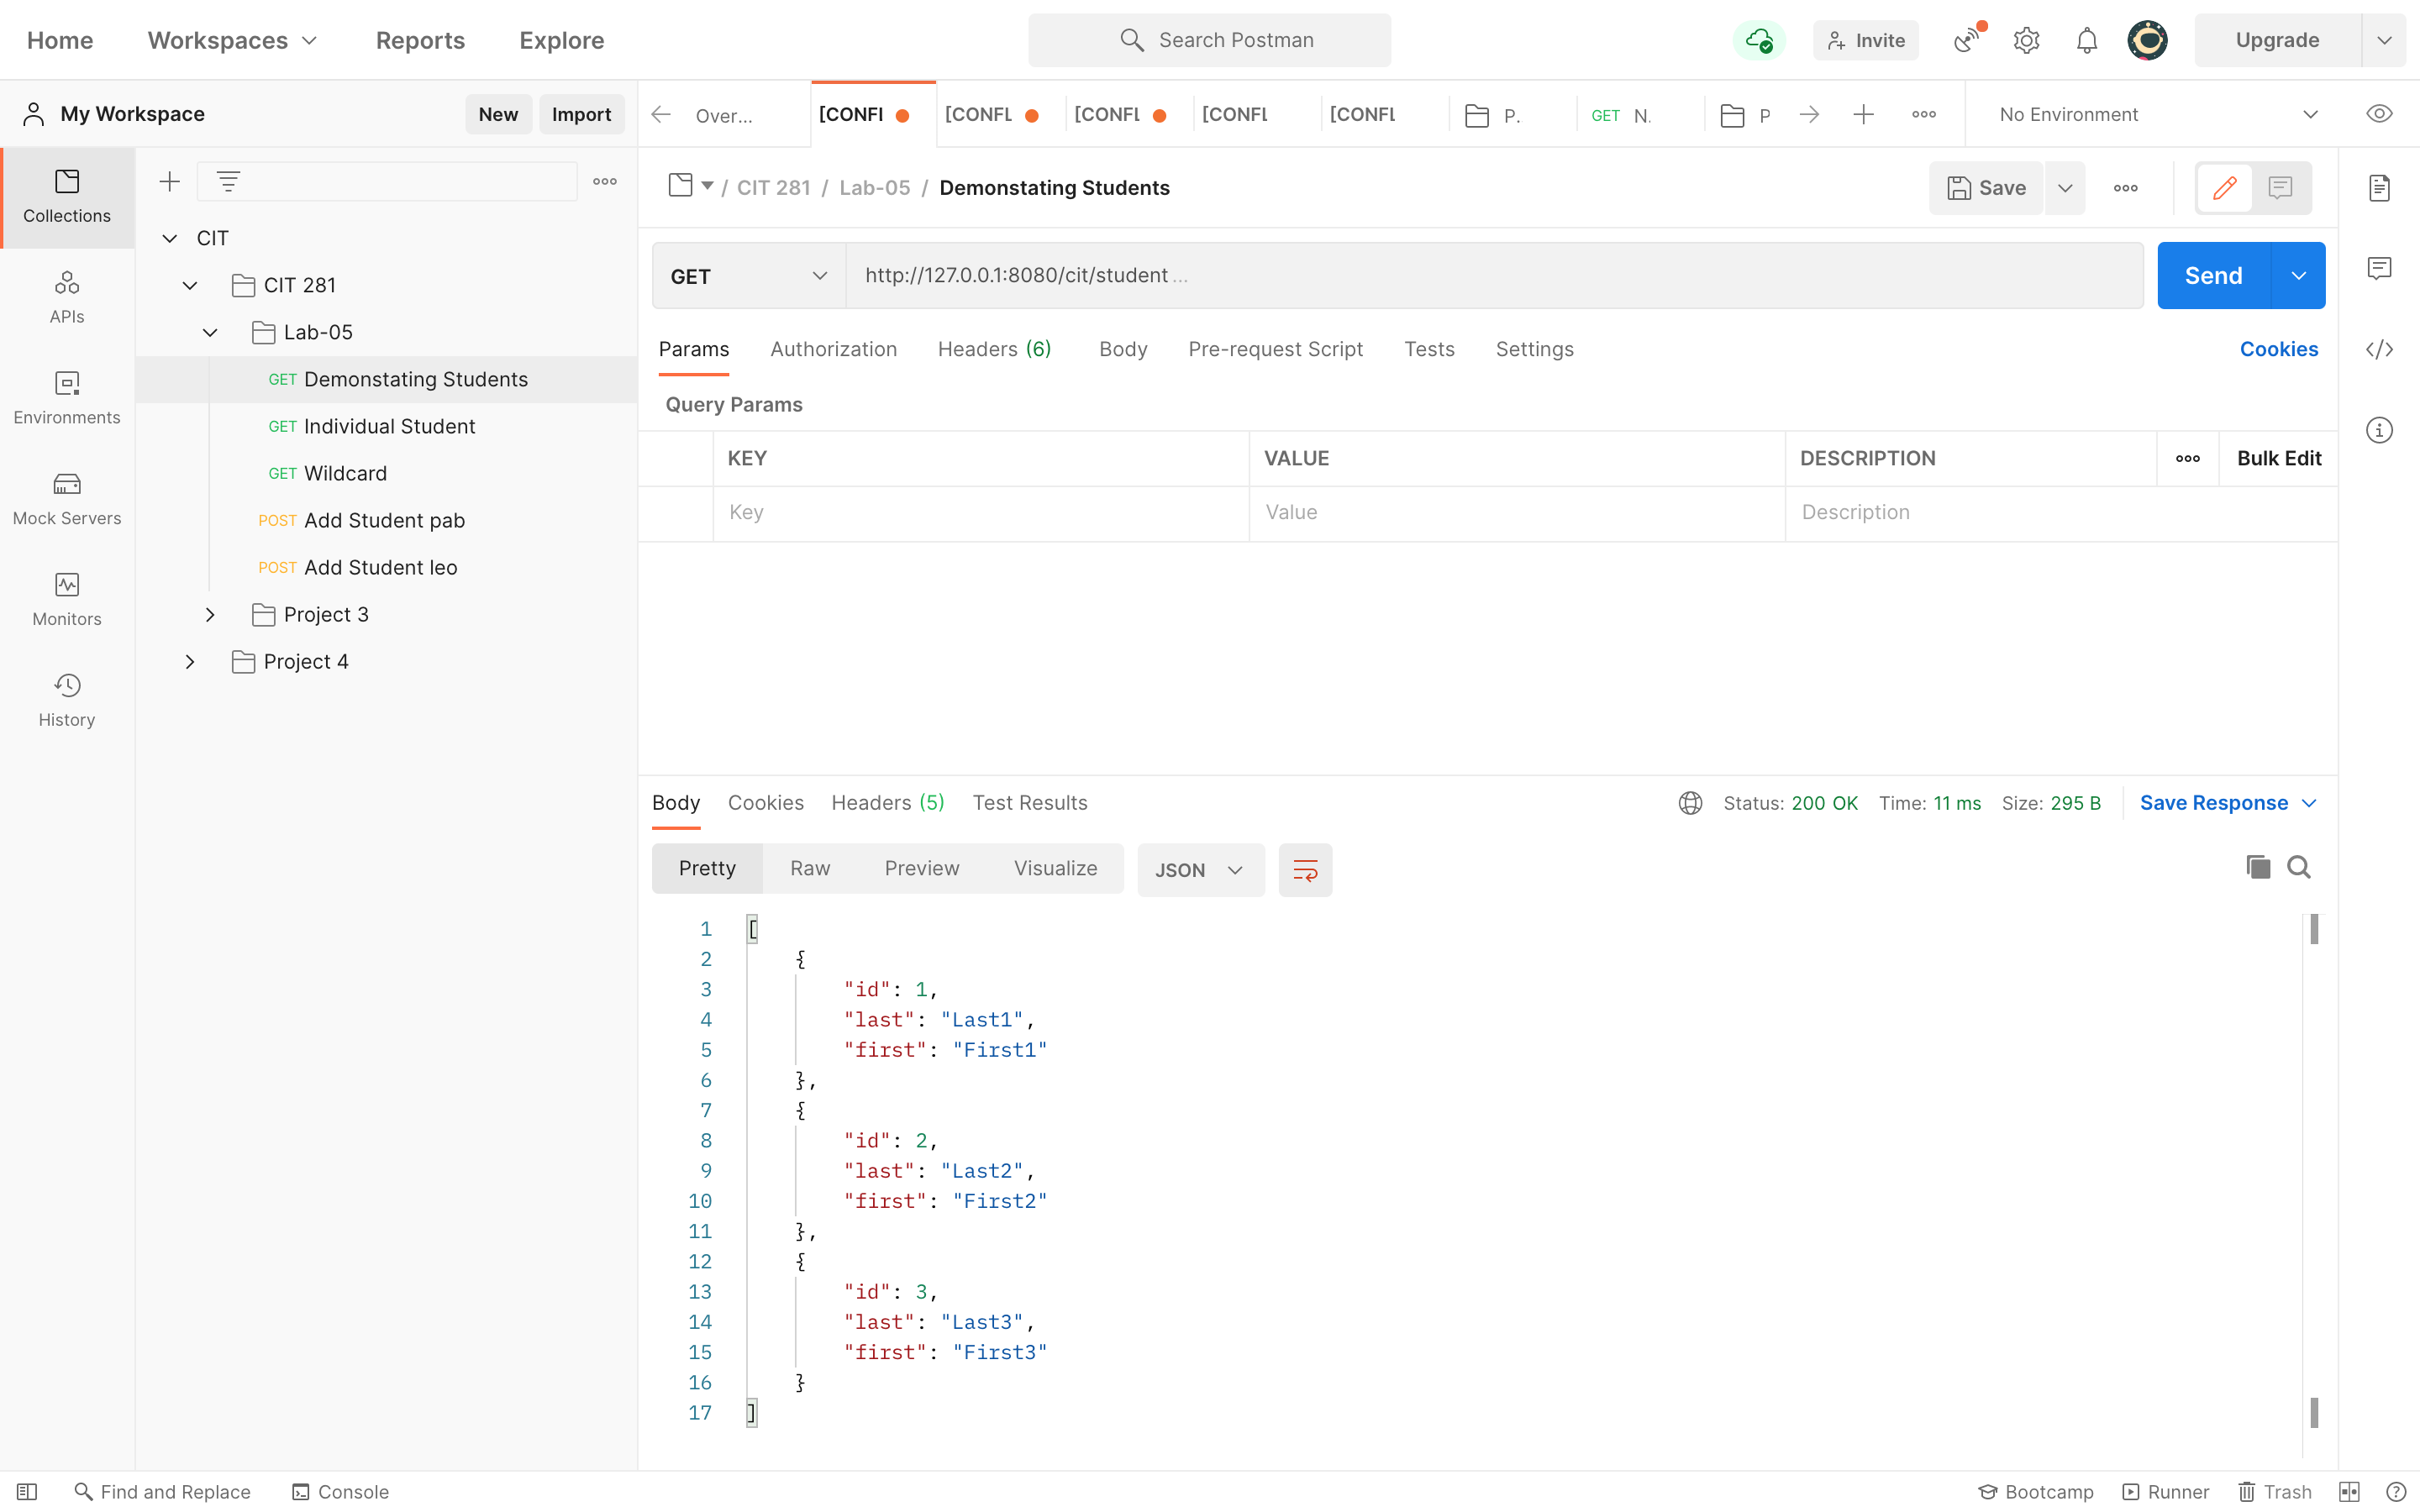 Home Workspaces Reports Explore Search Postman Invite Upgrade
My Workspace New Import Over... [CONFL [CONFL [CONFL [CONFL [CONFL P. GET N. P No Environment
/ CIT 281 / Lab-05 / Demonstating Students Save
Collections
APIs
Environments
Mock Servers
Monitors
History
CIT
CIT 281
Lab-05
GET Demonstating Students
GET Individual Student
GET Wildcard
POST Add Student pab
POST Add Student leo
Project 3
Project 4
GET http://127.0.0.1:8080/cit/student ... Send
Params Authorization Headers (6) Body Pre-request Script Tests Settings Cookies
Query Params
KEY VALUE DESCRIPTION Bulk Edit
Key Value Description
Body Cookies Headers (5) Test Results Status: 200 OK Time: 11 ms Size: 295 B Save Response
Pretty Raw Preview Visualize JSON
1 [
2 {
3 "id": 1,
4 "last": "Last1",
5 "first": "First1"
6 },
7 {
8 "id": 2,
9 "last": "Last2",
10 "first": "First2"
11 },
12 {
13 "id": 3,
14 "last": "Last3",
15 "first": "First3"
16 }
17 ]
Find and Replace Console Bootcamp Runner Trash